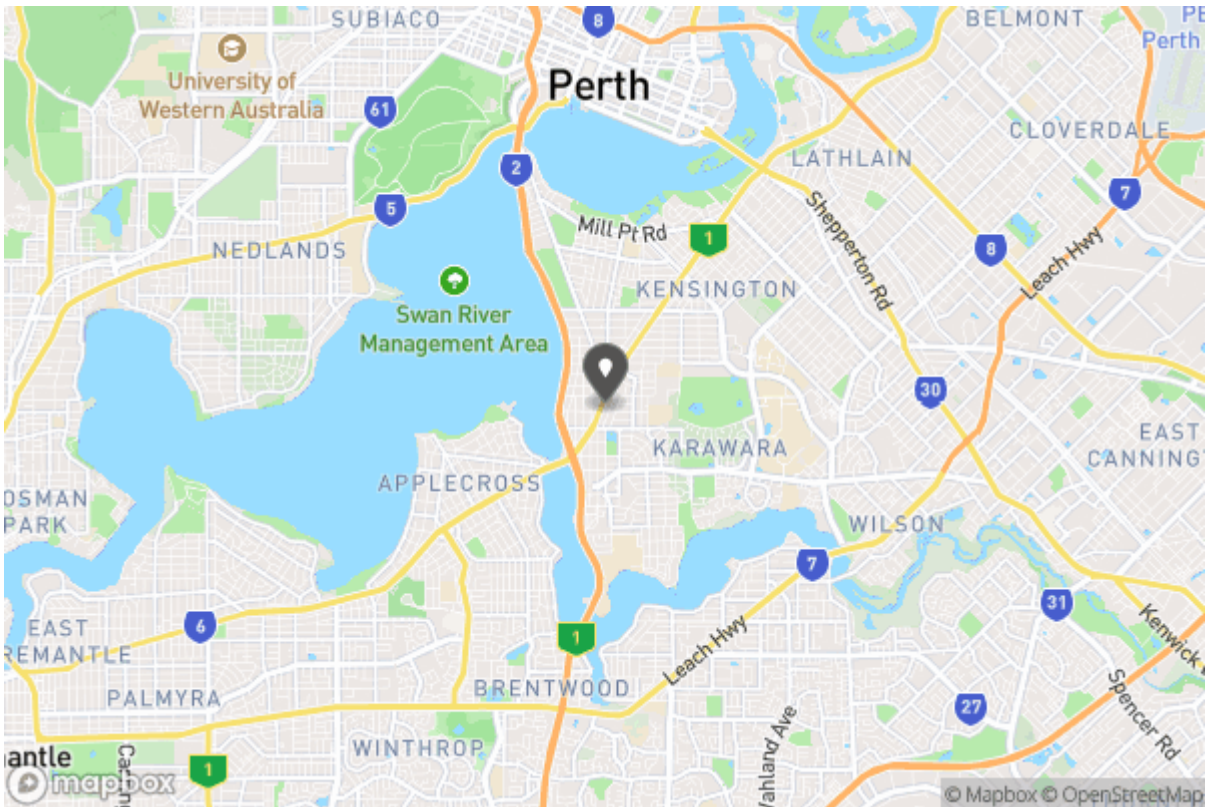 SUBIACO
8
BELMONT
PE
Perth
University of
Western Australia
Perth
61
CLOVERDALE
LATHLAIN
2
7
5
Mill Pt Rd
1
Shepperton Rd
8
Leach Hwy
NEDLANDS
KENSINGTON
Swan River
Management Area
30
KARAWARA
EAST
CANNINGT
APPLECROSS
OSMAN
PARK
WILSON
7
31
6
1
EAST
REMANTLE
Leach Hwy
Kenwick
PALMYRA
BRENTWOOD
Spencer Rd
27
WINTHROP
Vahland Ave
antle
1
mapbox
© Mapbox © OpenStreetMap